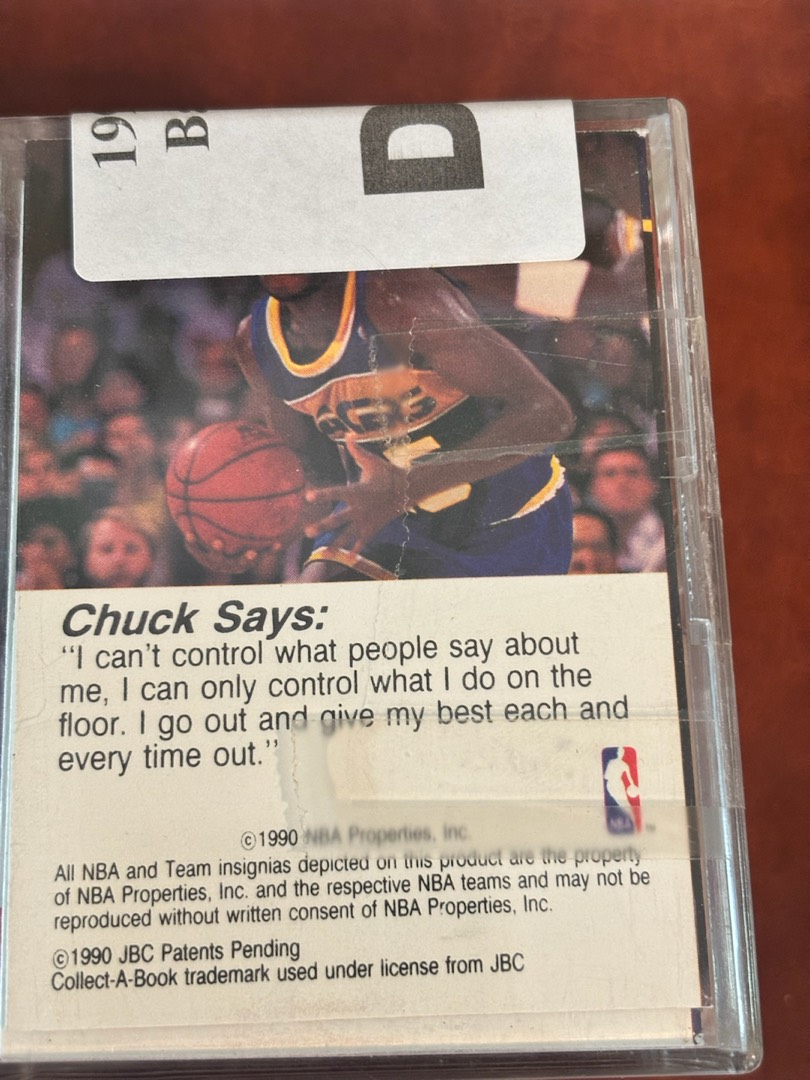 19
B
D
Chuck Says:
“I can’t control what people say about
me, I can only control what I do on the
floor. I go out and give my best each and
every time out.”
NBA
™
©1990 NBA Properties, Inc.
All NBA and Team insignias depicted on this product are the property
of NBA Properties, Inc. and the respective NBA teams and may not be
reproduced without written consent of NBA Properties, Inc.
©1990 JBC Patents Pending
Collect-A-Book trademark used under license from JBC